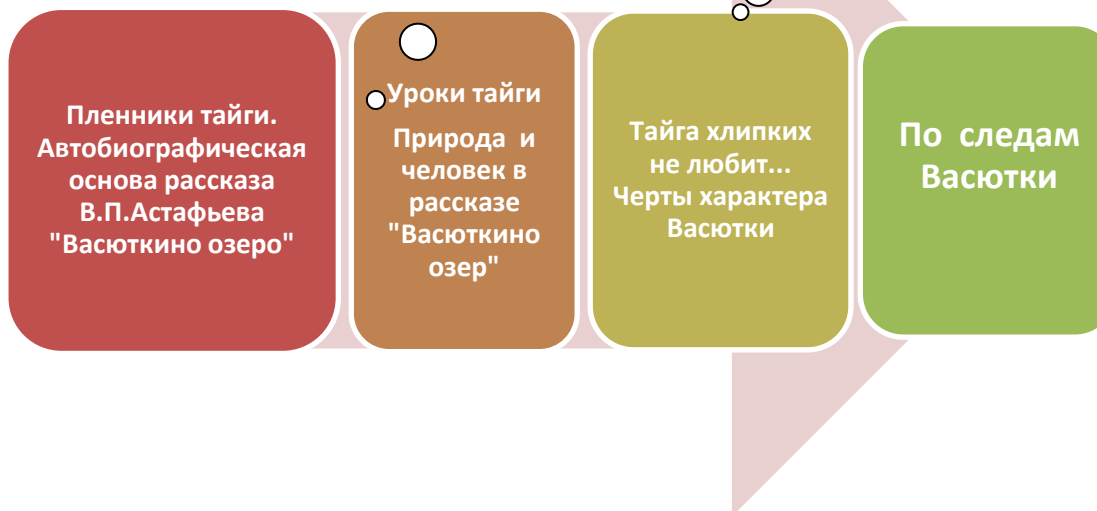 Пленники тайги.
Автобиографическая
основа рассказа
В.П.Астафьева
"Васюткино озеро"
Уроки тайги
Природа и
человек в
рассказе
"Васюткино
озер"
Тайга хлипких
не любит...
Черты характера
Васютки
По следам
Васютки